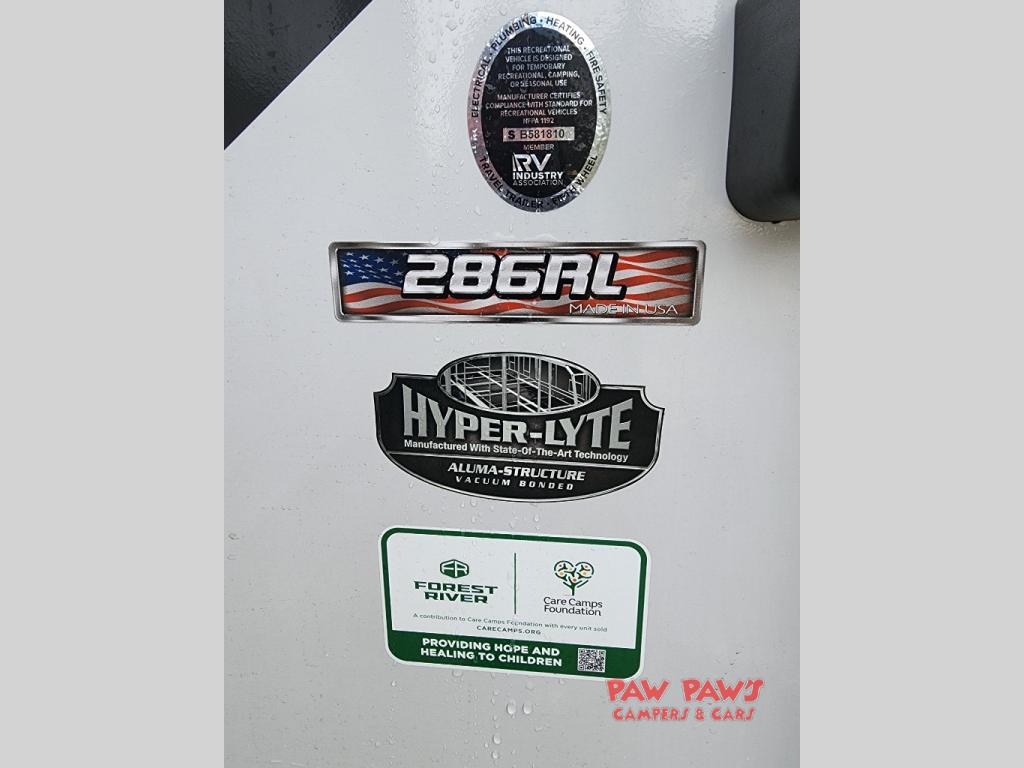 ELECTRICAL • PLUMBING • HEATING • FIRE SAFETY
THIS RECREATIONAL
VEHICLE IS DESIGNED
FOR TEMPORARY
RECREATIONAL, CAMPING,
OR SEASONAL USE
MANUFACTURER CERTIFIES
COMPLIANCE WITH STANDARD FOR
RECREATIONAL VEHICLES
NFPA 1192
S B581810
MEMBER
RV
INDUSTRY
ASSOCIATION
TRAVEL TRAILER • FIFTH WHEEL
286RL
MADE IN USA
HYPER-LYTE
Manufactured With State-Of-The-Art Technology
ALUMA-STRUCTURE
VACUUM BONDED
FR
FOREST
RIVER
Care Camps
Foundation
A contribution to Care Camps Foundation with every unit sold
CARECAMPS.ORG
PROVIDING HOPE AND
HEALING TO CHILDREN
PAW PAW'S
CAMPERS & CARS